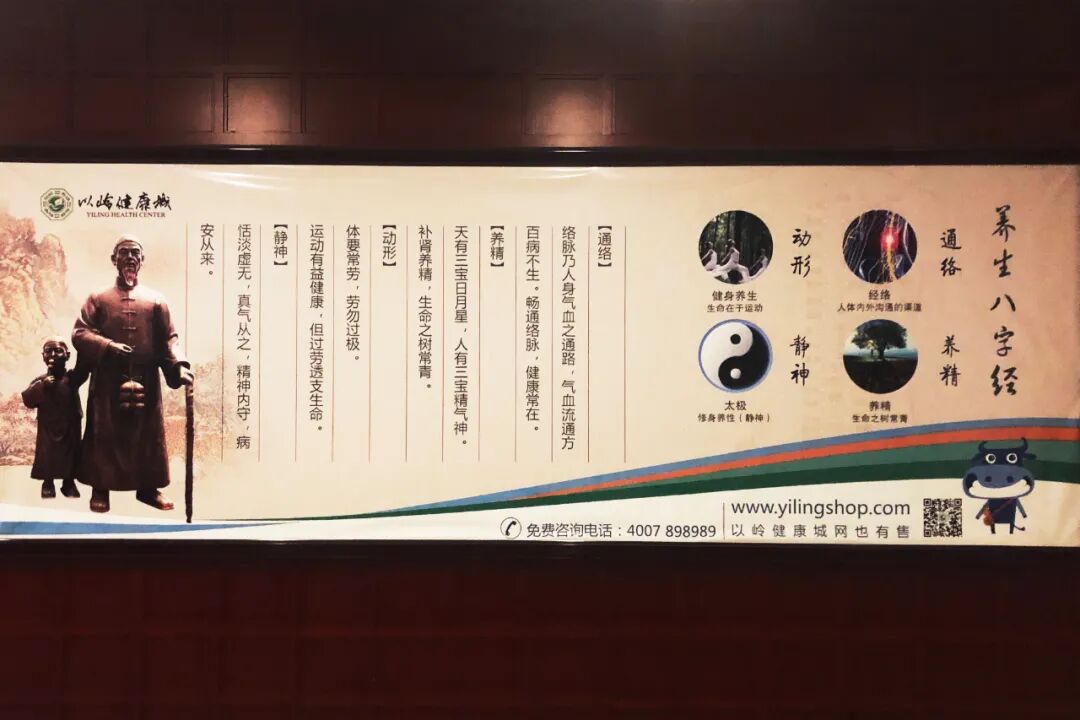 养生八字经
通络
经络
人体内外沟通的渠道
养精
养精
生命之树常青
动形
健身养生
生命在于运动
静神
太极
修身养性（静神）
【通络】
络脉乃人身气血之通路，气血流通方
百病不生。畅通络脉，健康常在。
【养精】
天有三宝日月星，人有三宝精气神。
补肾养精，生命之树常青。
【动形】
体要常劳，劳勿过极。
运动有益健康，但过劳透支生命。
【静神】
恬淡虚无，真气从之，精神内守，病
安从来。
以岭健康城
YILING HEALTH CENTER
免费咨询电话：4007 898989
www.yilingshop.com
以岭健康城网也有售